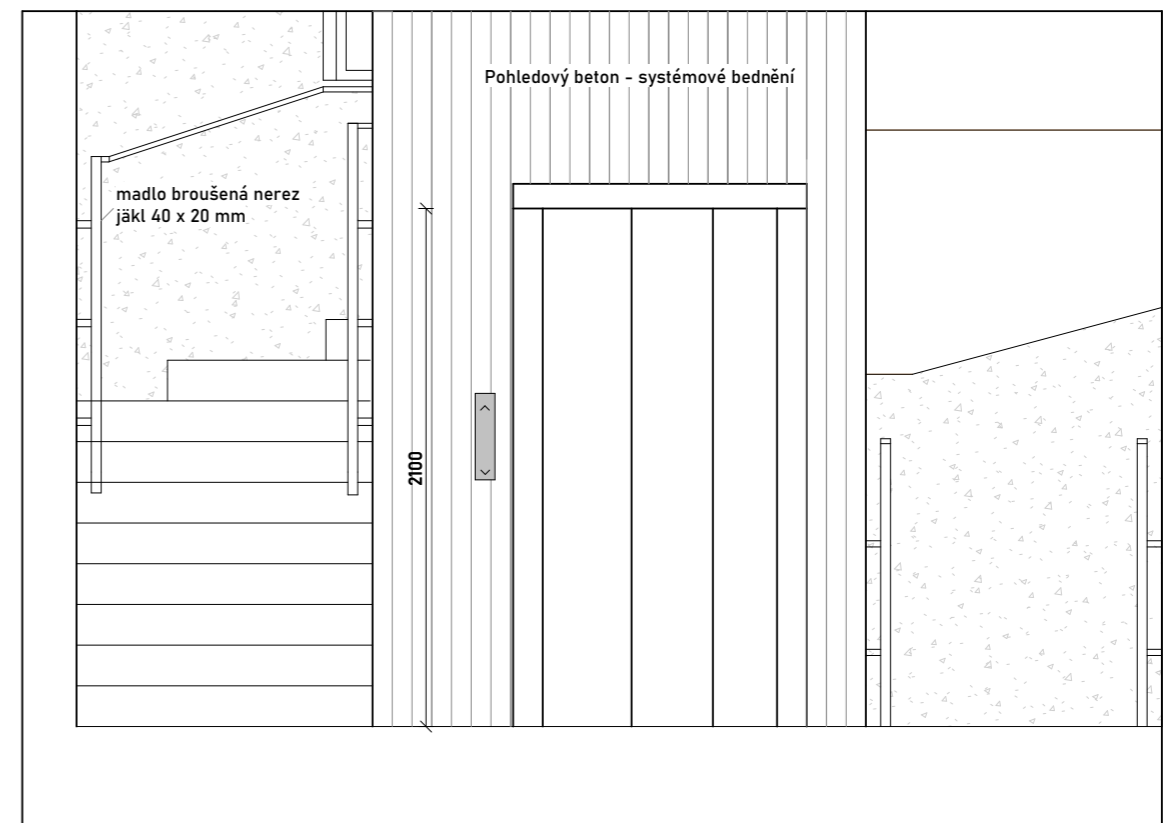 Pohledový beton - systémové bednění
madlo broušená nerez
jäkl 40 x 20 mm
2100